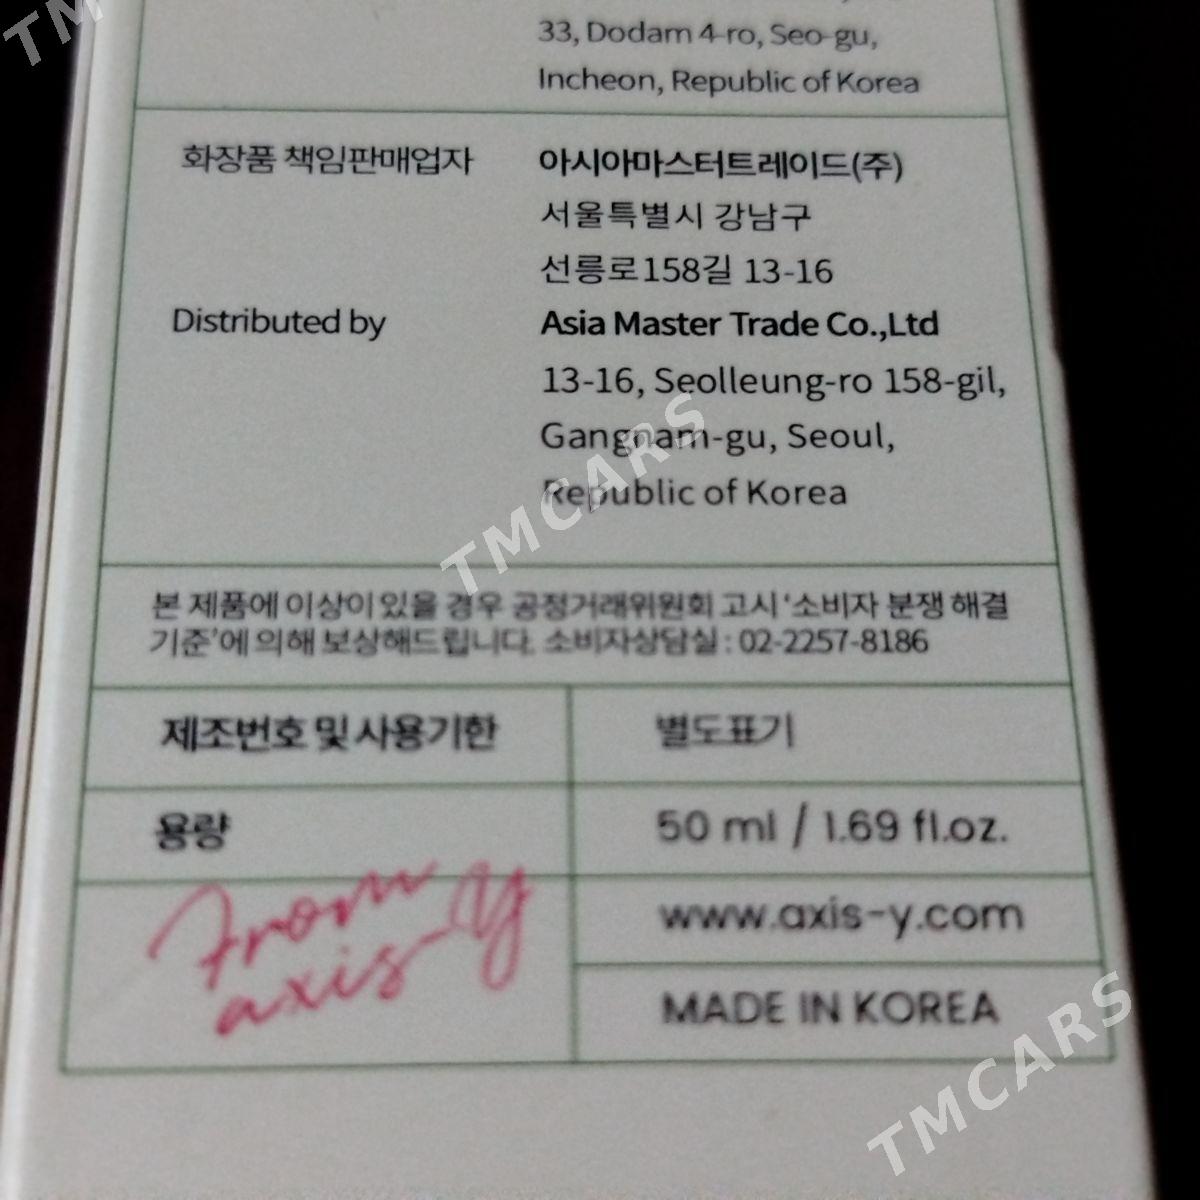 TM
33, Dodam 4-ro, Seo-gu,
Incheon, Republic of Korea
화장품 책임판매업자
아시아마스터트레이드(주)
서울특별시 강남구
선릉로158길 13-16
Distributed by
Asia Master Trade Co.,Ltd
13-16, Seolleung-ro 158-gil,
Gangnam-gu, Seoul,
Republic of Korea
TMCARS
본 제품에 이상이 있을 경우 공정거래위원회 고시 ‘소비자 분쟁 해결
기준’에 의해 보상해드립니다. 소비자상담실 : 02-2257-8186
제조번호 및 사용기한
별도표기
용량
50 ml / 1.69 fl.oz.
From
axis-y
www.axis-y.com
MADE IN KOREA
TMCARS